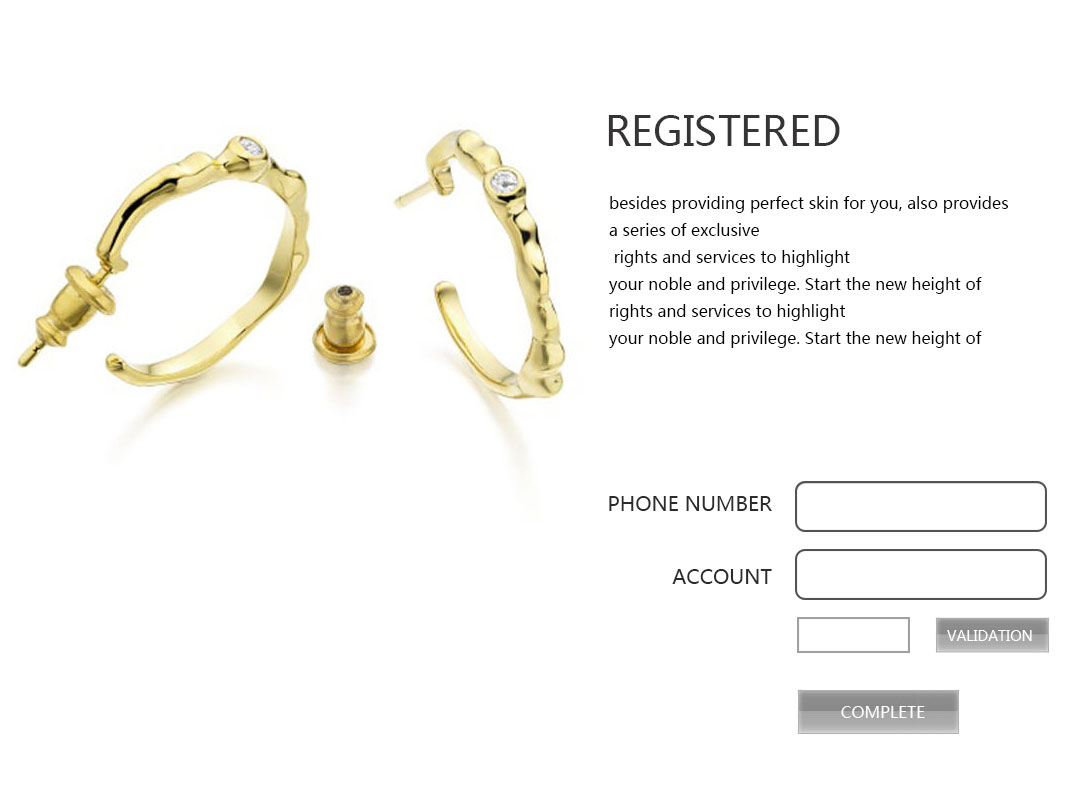 REGISTERED
besides providing perfect skin for you, also provides
a series of exclusive
rights and services to highlight
your noble and privilege. Start the new height of
rights and services to highlight
your noble and privilege. Start the new height of
PHONE NUMBER
ACCOUNT
VALIDATION
COMPLETE